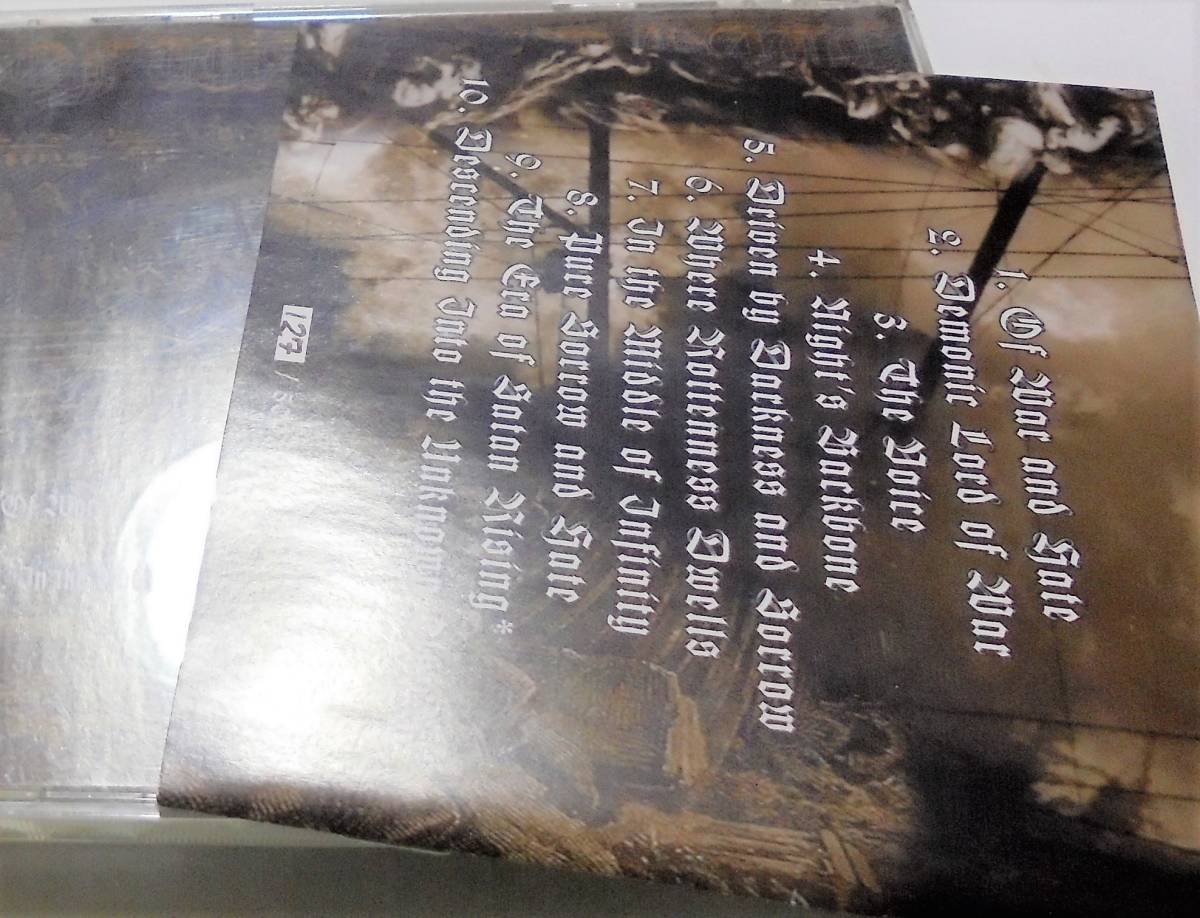 1. Of War and Hate
2. Demonic Lord of War
3. The Voice
4. Night's Backbone
5. Driven by Darkness and Sorrow
6. Where Rottenness Dwells
7. In the Middle of Infinity
8. Pure Sorrow and Hate
9. The Era of Satan Rising*
10. Descending Into the Unknown
127